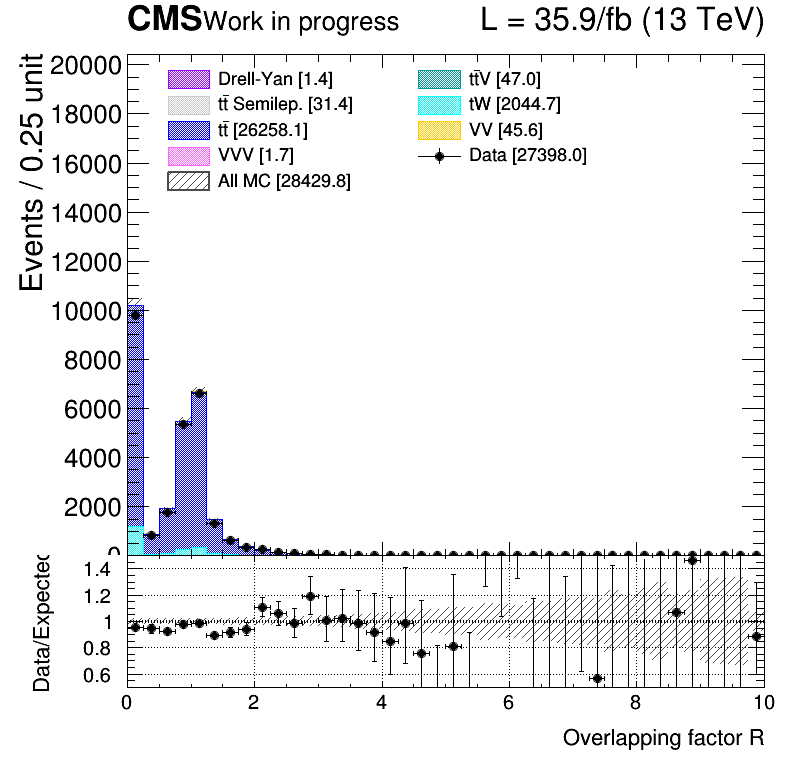 CMS Work in progress L = 35.9/fb (13 TeV)
Events / 0.25 unit
20000
18000
16000
14000
12000
10000
8000
6000
4000
2000
0
Drell-Yan [1.4]
tt̄ Semilep. [31.4]
tt̄ [26258.1]
VVV [1.7]
All MC [28429.8]
tt̄V [47.0]
tW [2044.7]
VV [45.6]
Data [27398.0]
Data/Expected
1.4
1.2
1
0.8
0.6
0 2 4 6 8 10
Overlapping factor R